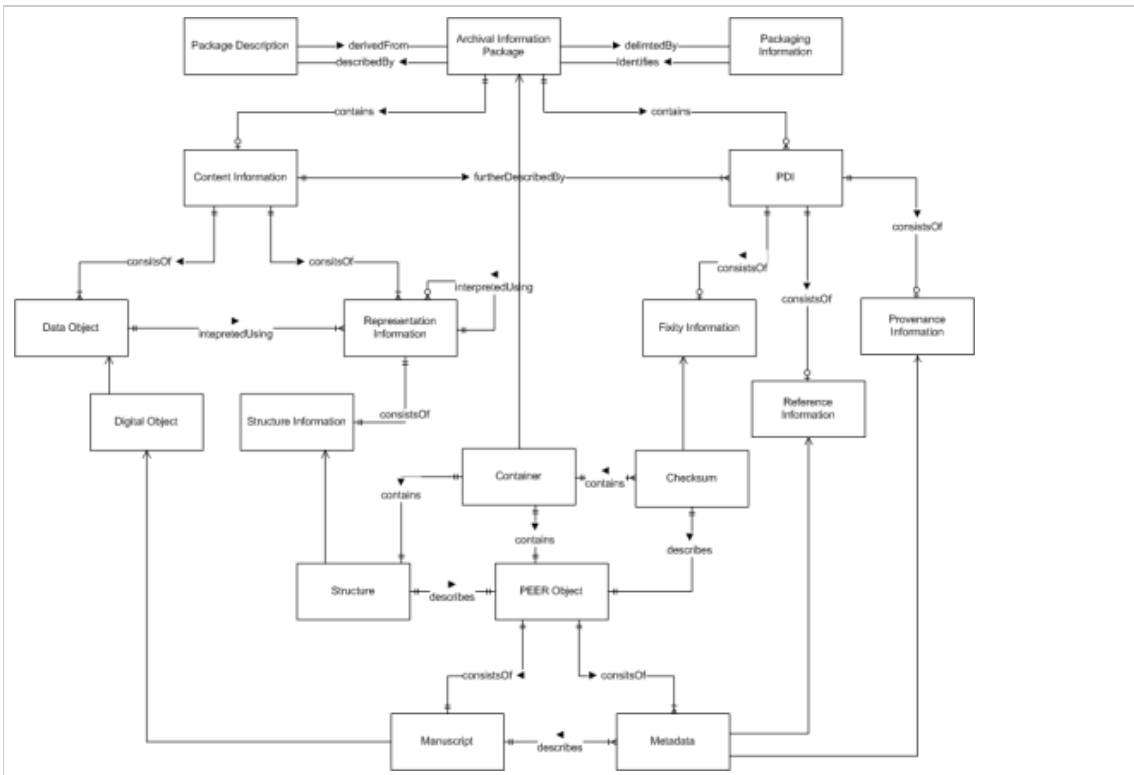 Package Description
derivedFrom
describedBy
Archival Information
Package
delimtedBy
Identifies
Packaging
Information
contains
contains
Content Information
furtherDescribedBy
PDI
consistsOf
consitsOf
consitsOf
interpretedUsing
consistsOf
consistsOf
Data Object
intepretedUsing
Representation
Information
Fixity Information
Provenance
Information
Digital Object
Structure Information
consistsOf
Reference
Information
Container
contains
Checksum
contains
contains
describes
Structure
describes
PEER Object
consistsOf
consitsOf
Manuscript
describes
Metadata